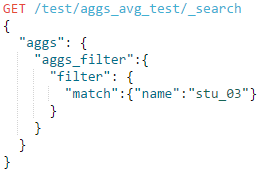 GET /test/aggs_avg_test/_search
{
  "aggs": {
    "aggs_filter":{
      "filter": {
        "match":{"name":"stu_03"}
      }
    }
  }
}